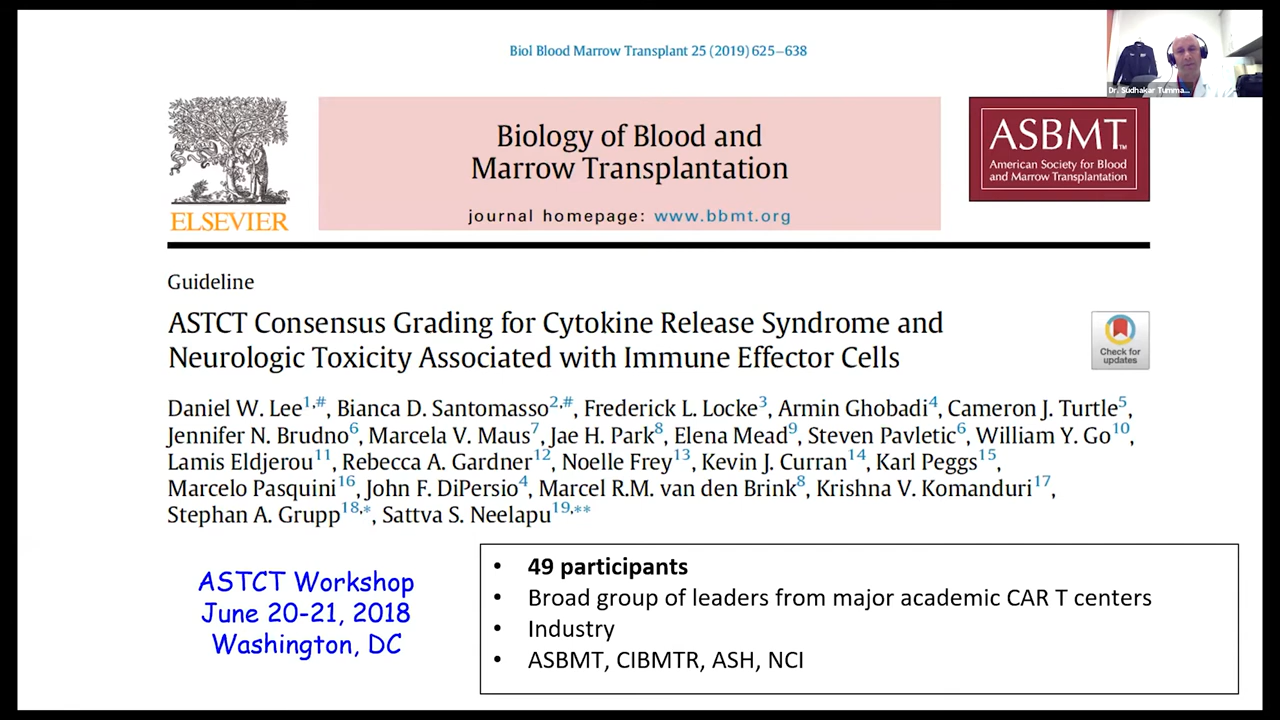 Biol Blood Marrow Transplant 25 (2019) 625–638
Dr. Sudhakar Tumma...
ELSEVIER
Biology of Blood and
Marrow Transplantation
journal homepage: www.bbmt.org
ASBMT™
American Society for Blood
and Marrow Transplantation
Guideline
ASTCT Consensus Grading for Cytokine Release Syndrome and
Neurologic Toxicity Associated with Immune Effector Cells
Check for
updates
Daniel W. Lee1,#, Bianca D. Santomasso2,#, Frederick L. Locke3, Armin Ghobadi4, Cameron J. Turtle5,
Jennifer N. Brudno6, Marcela V. Maus7, Jae H. Park8, Elena Mead9, Steven Pavletic6, William Y. Go10,
Lamis Eldjerou11, Rebecca A. Gardner12, Noelle Frey13, Kevin J. Curran14, Karl Peggs15,
Marcelo Pasquini16, John F. DiPersio4, Marcel R.M. van den Brink8, Krishna V. Komanduri17,
Stephan A. Grupp18,*, Sattva S. Neelapu19,**
ASTCT Workshop
June 20-21, 2018
Washington, DC
• 49 participants
• Broad group of leaders from major academic CAR T centers
• Industry
• ASBMT, CIBMTR, ASH, NCI